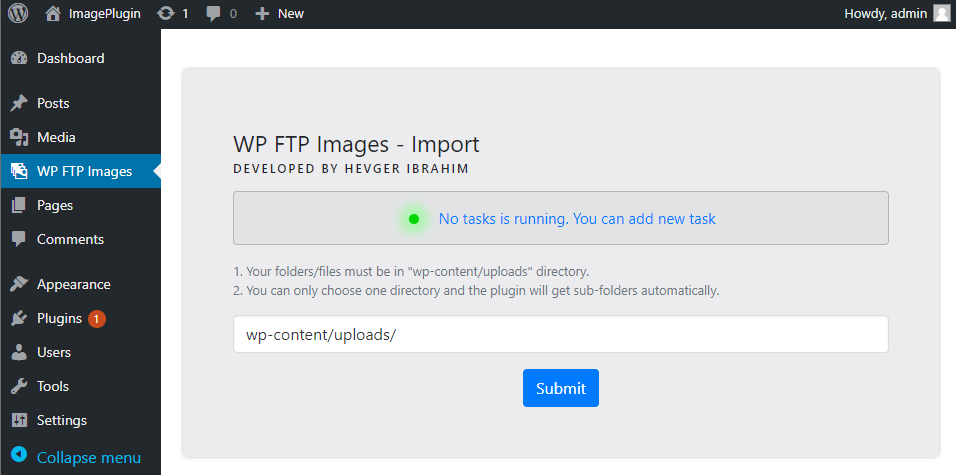 ImagePlugin 1 0 New Howdy, admin
Dashboard
Posts
Media
WP FTP Images
Pages
Comments
Appearance
Plugins 1
Users
Tools
Settings
Collapse menu
WP FTP Images - Import
DEVELOPED BY HEVGER IBRAHIM
No tasks is running. You can add new task
1. Your folders/files must be in "wp-content/uploads" directory.
2. You can only choose one directory and the plugin will get sub-folders automatically.
wp-content/uploads/
Submit